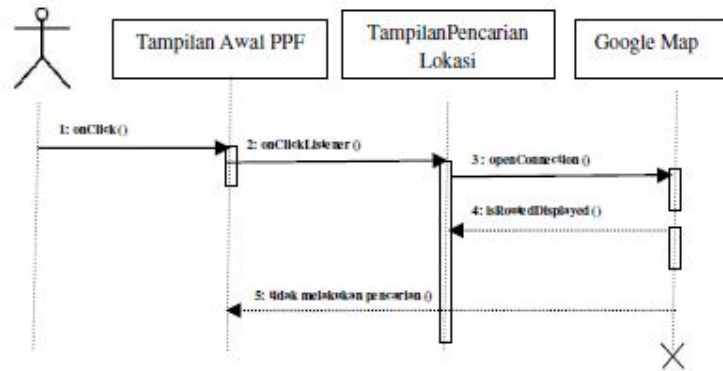 Tampilan Awal PPF
TampilanPencarian
Lokasi
Google Map
1: onClick()
2: onClickListener()
3 : openConnection()
4: isRoutedDisplayed()
5: tidak melakukan pencarian()